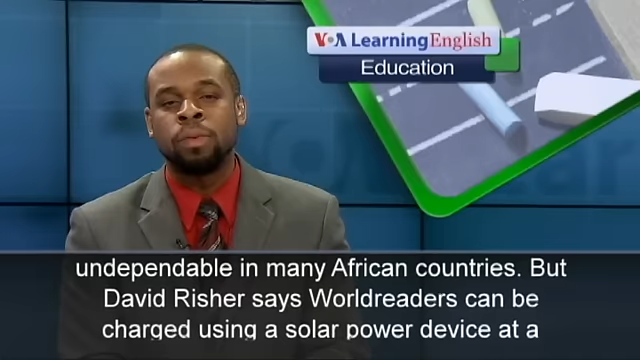 VOA LearningEnglish
Education
undependable in many African countries. But
David Risher says Worldreaders can be
charged using a solar power device at a